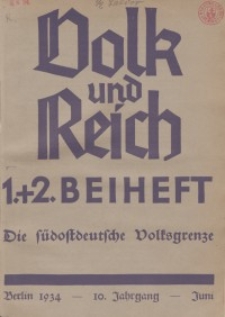 Volk
und
Reich
1.+2. BEIHEFT
Die südostdeutsche Volksgrenze
Berlin 1934 — 10. Jahrgang — Juni